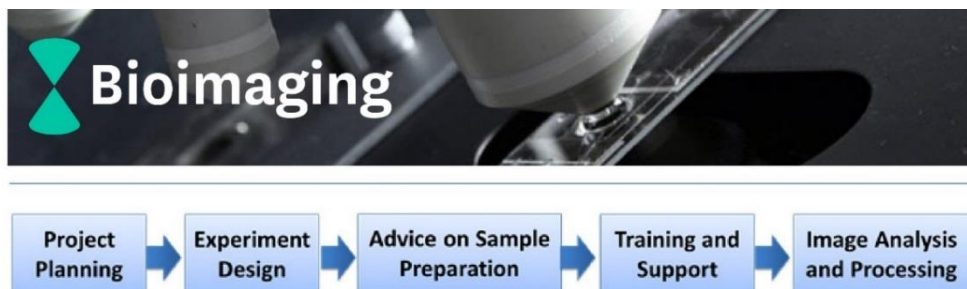 Bioimaging
Project
Planning
Experiment
Design
Advice on Sample
Preparation
Training and
Support
Image Analysis
and Processing